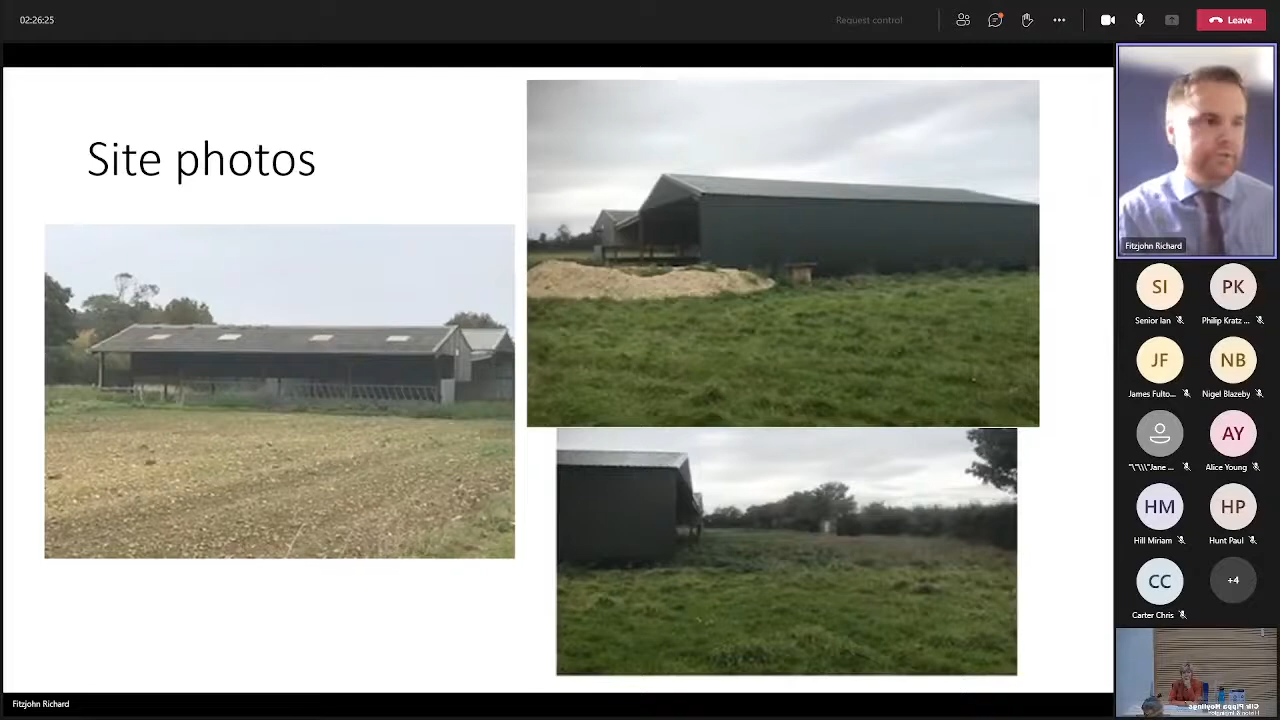 02:26:25
Request control
Leave
Site photos
Fitzjohn Richard
SI
PK
Senior Ian
Philip Kratz ...
JF
NB
James Fulto...
Nigel Blazeby
AY
"\'\\\"Jane ...
Alice Young
HM
HP
Hill Miriam
Hunt Paul
CC
+4
Carter Chris
Fitzjohn Richard